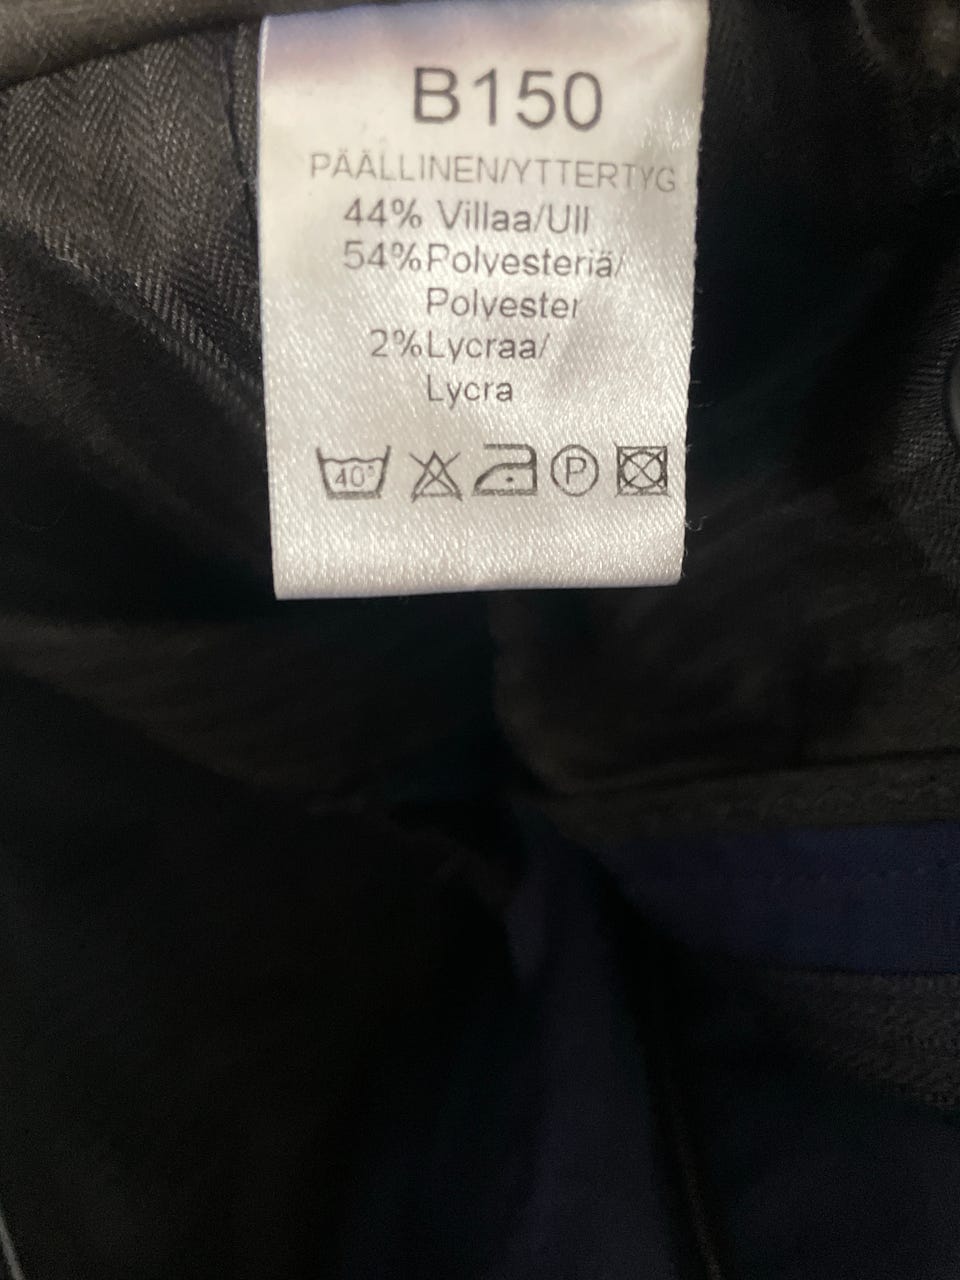 B150
PÄÄLLINEN/YTTERTYG
44% Villaa/Ull
54%Polyesteriä/
Polyester
2%Lycraa/
Lycra
40° P